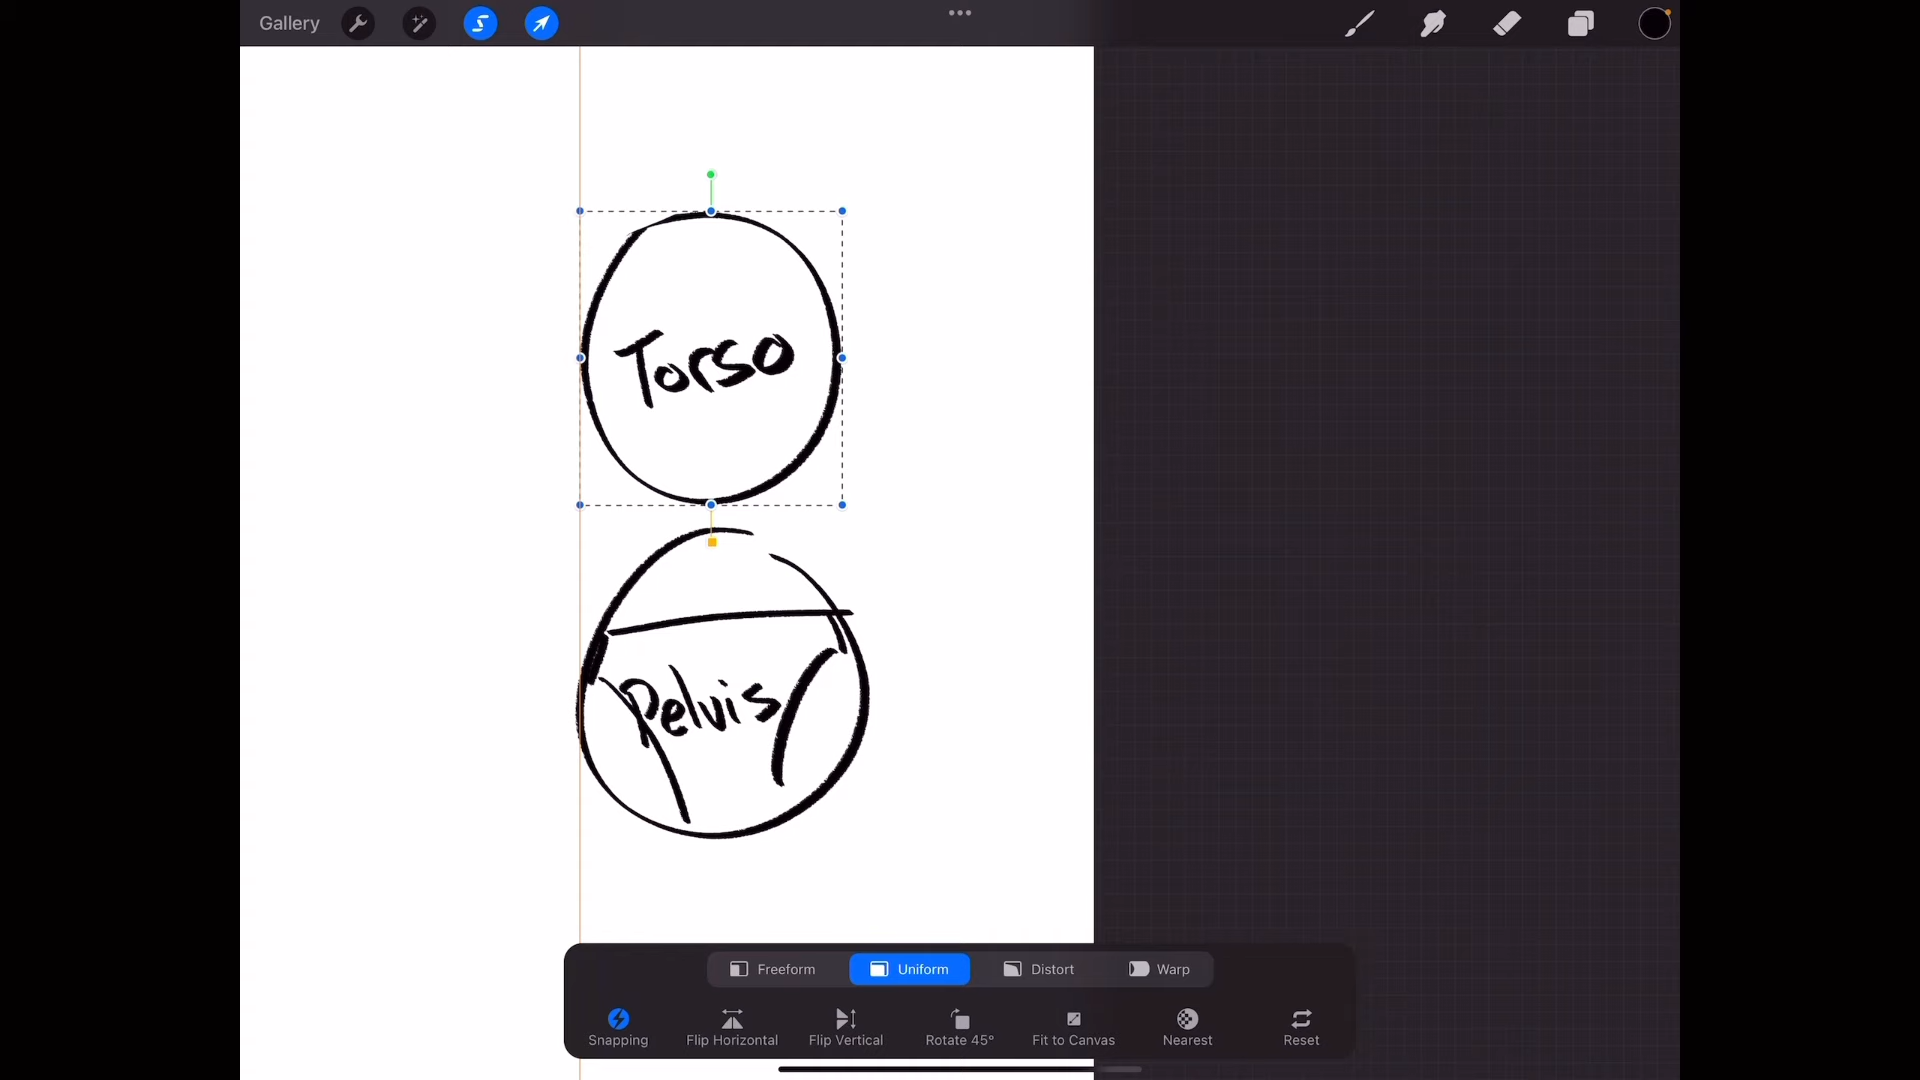 Gallery
Torso
Pelvis
Freeform Uniform Distort Warp
Snapping Flip Horizontal Flip Vertical Rotate 45° Fit to Canvas Nearest Reset